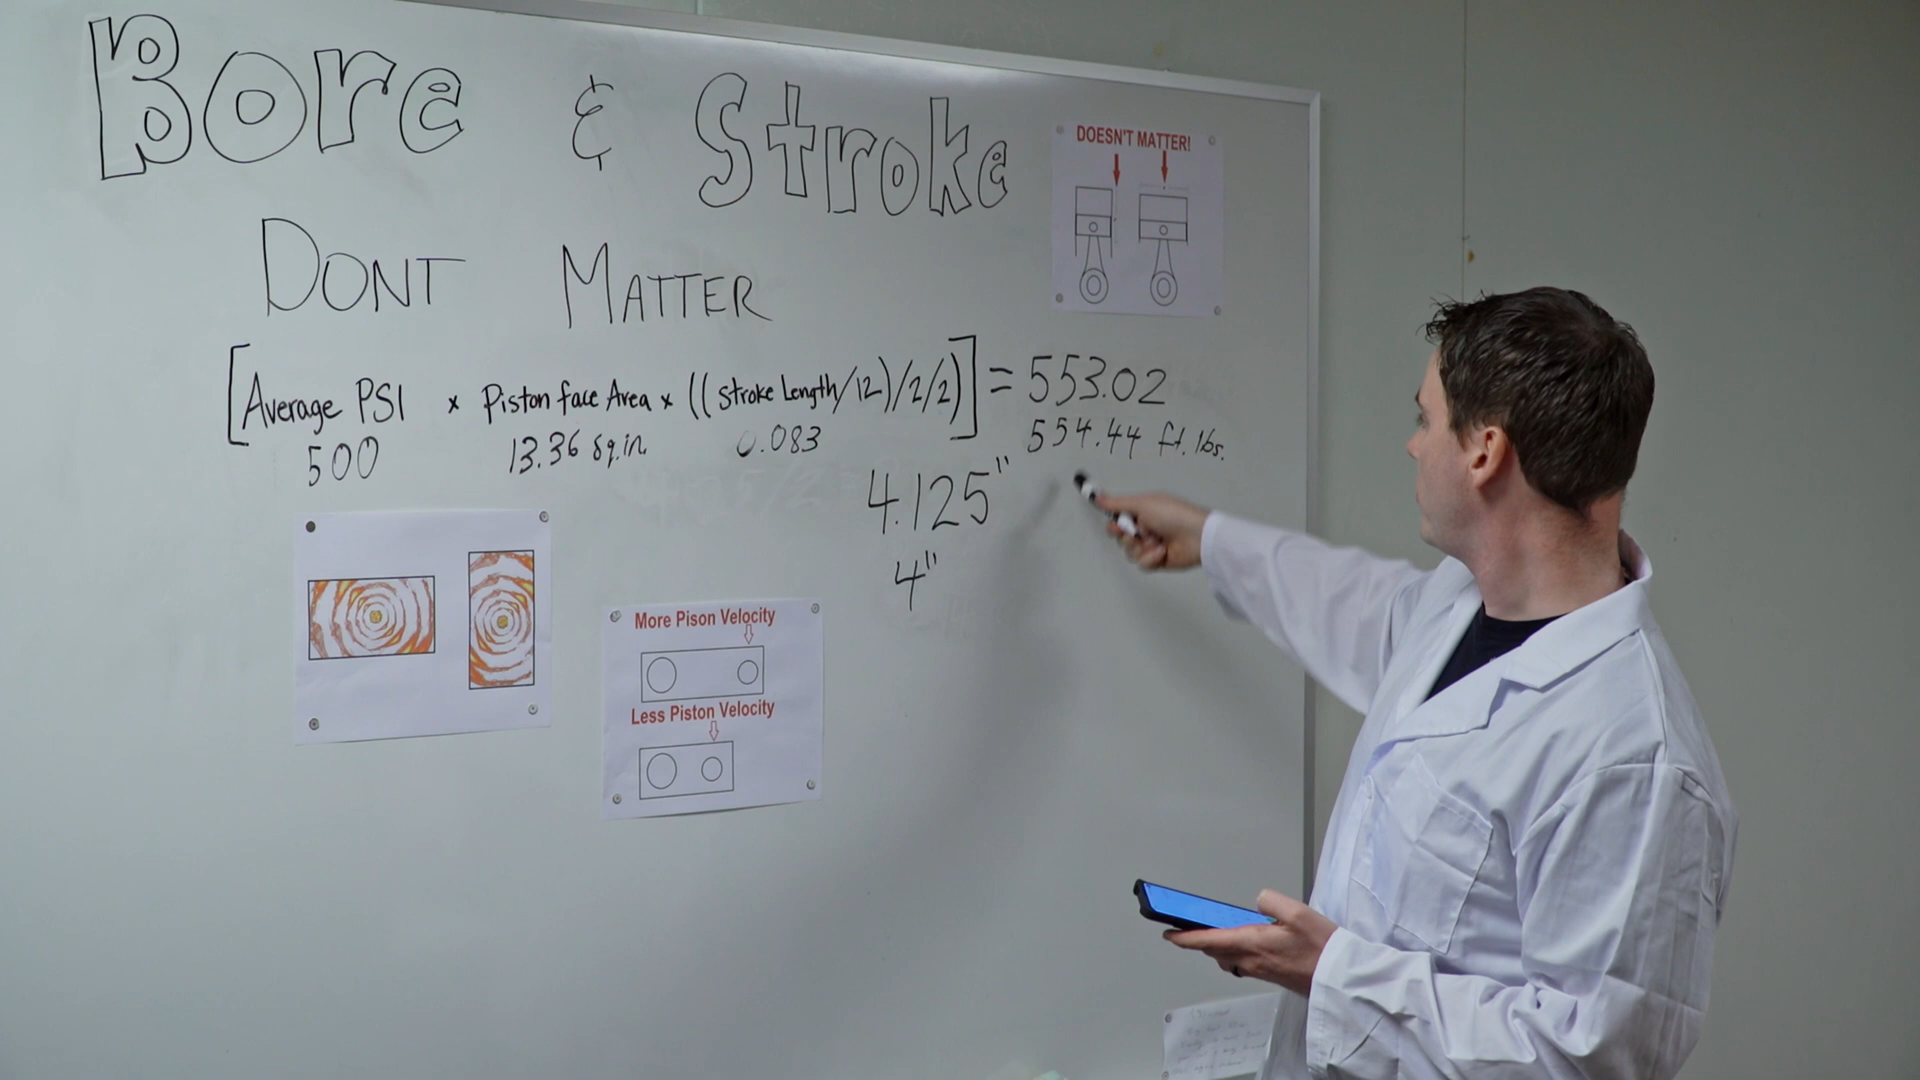 Bore & Stroke
DONT MATTER
DOESN'T MATTER!
[Average PSI x Piston face Area x ((stroke Length/12)/2/2)] = 553.02
500 13.36 sq.in 0.083 554.44 ft. lbs.
4.125"
4"
More Pison Velocity
Less Piston Velocity